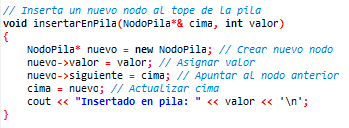 // Inserta un nuevo nodo al tope de la pila
void insertarEnPila(NodoPila*& cima, int valor)
{
    NodoPila* nuevo = new NodoPila; // Crear nuevo nodo
    nuevo->valor = valor; // Asignar valor
    nuevo->siguiente = cima; // Apuntar al nodo anterior
    cima = nuevo; // Actualizar cima
    cout << "Insertado en pila: " << valor << '\n';
}